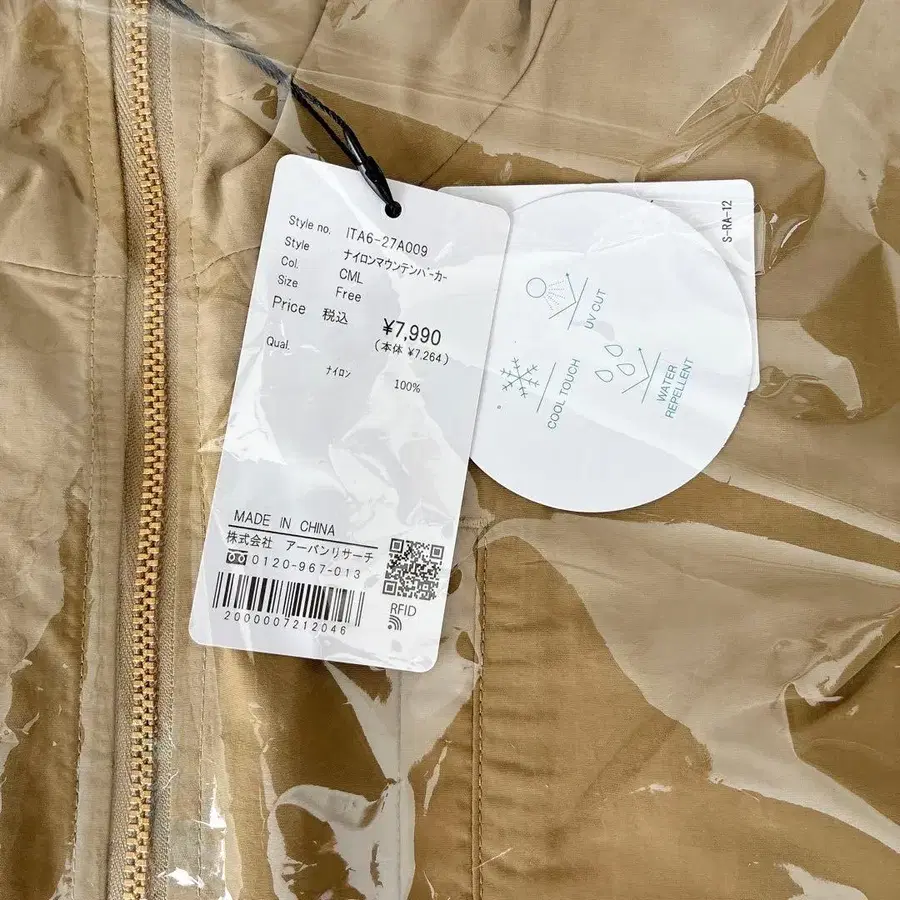 Style no. ITA6-27A009
Style ナイロンマウンテンパーカー
Col. CML
Size Free
Price 税込 ¥7,990
(本体 ¥7,264)
Qual.
ナイロン 100%
MADE IN CHINA
株式会社 アーバンリサーチ
0120-967-013
2000007212046
RFID
S-RA-12
UV CUT
COOL TOUCH
WATER
REPELLENT